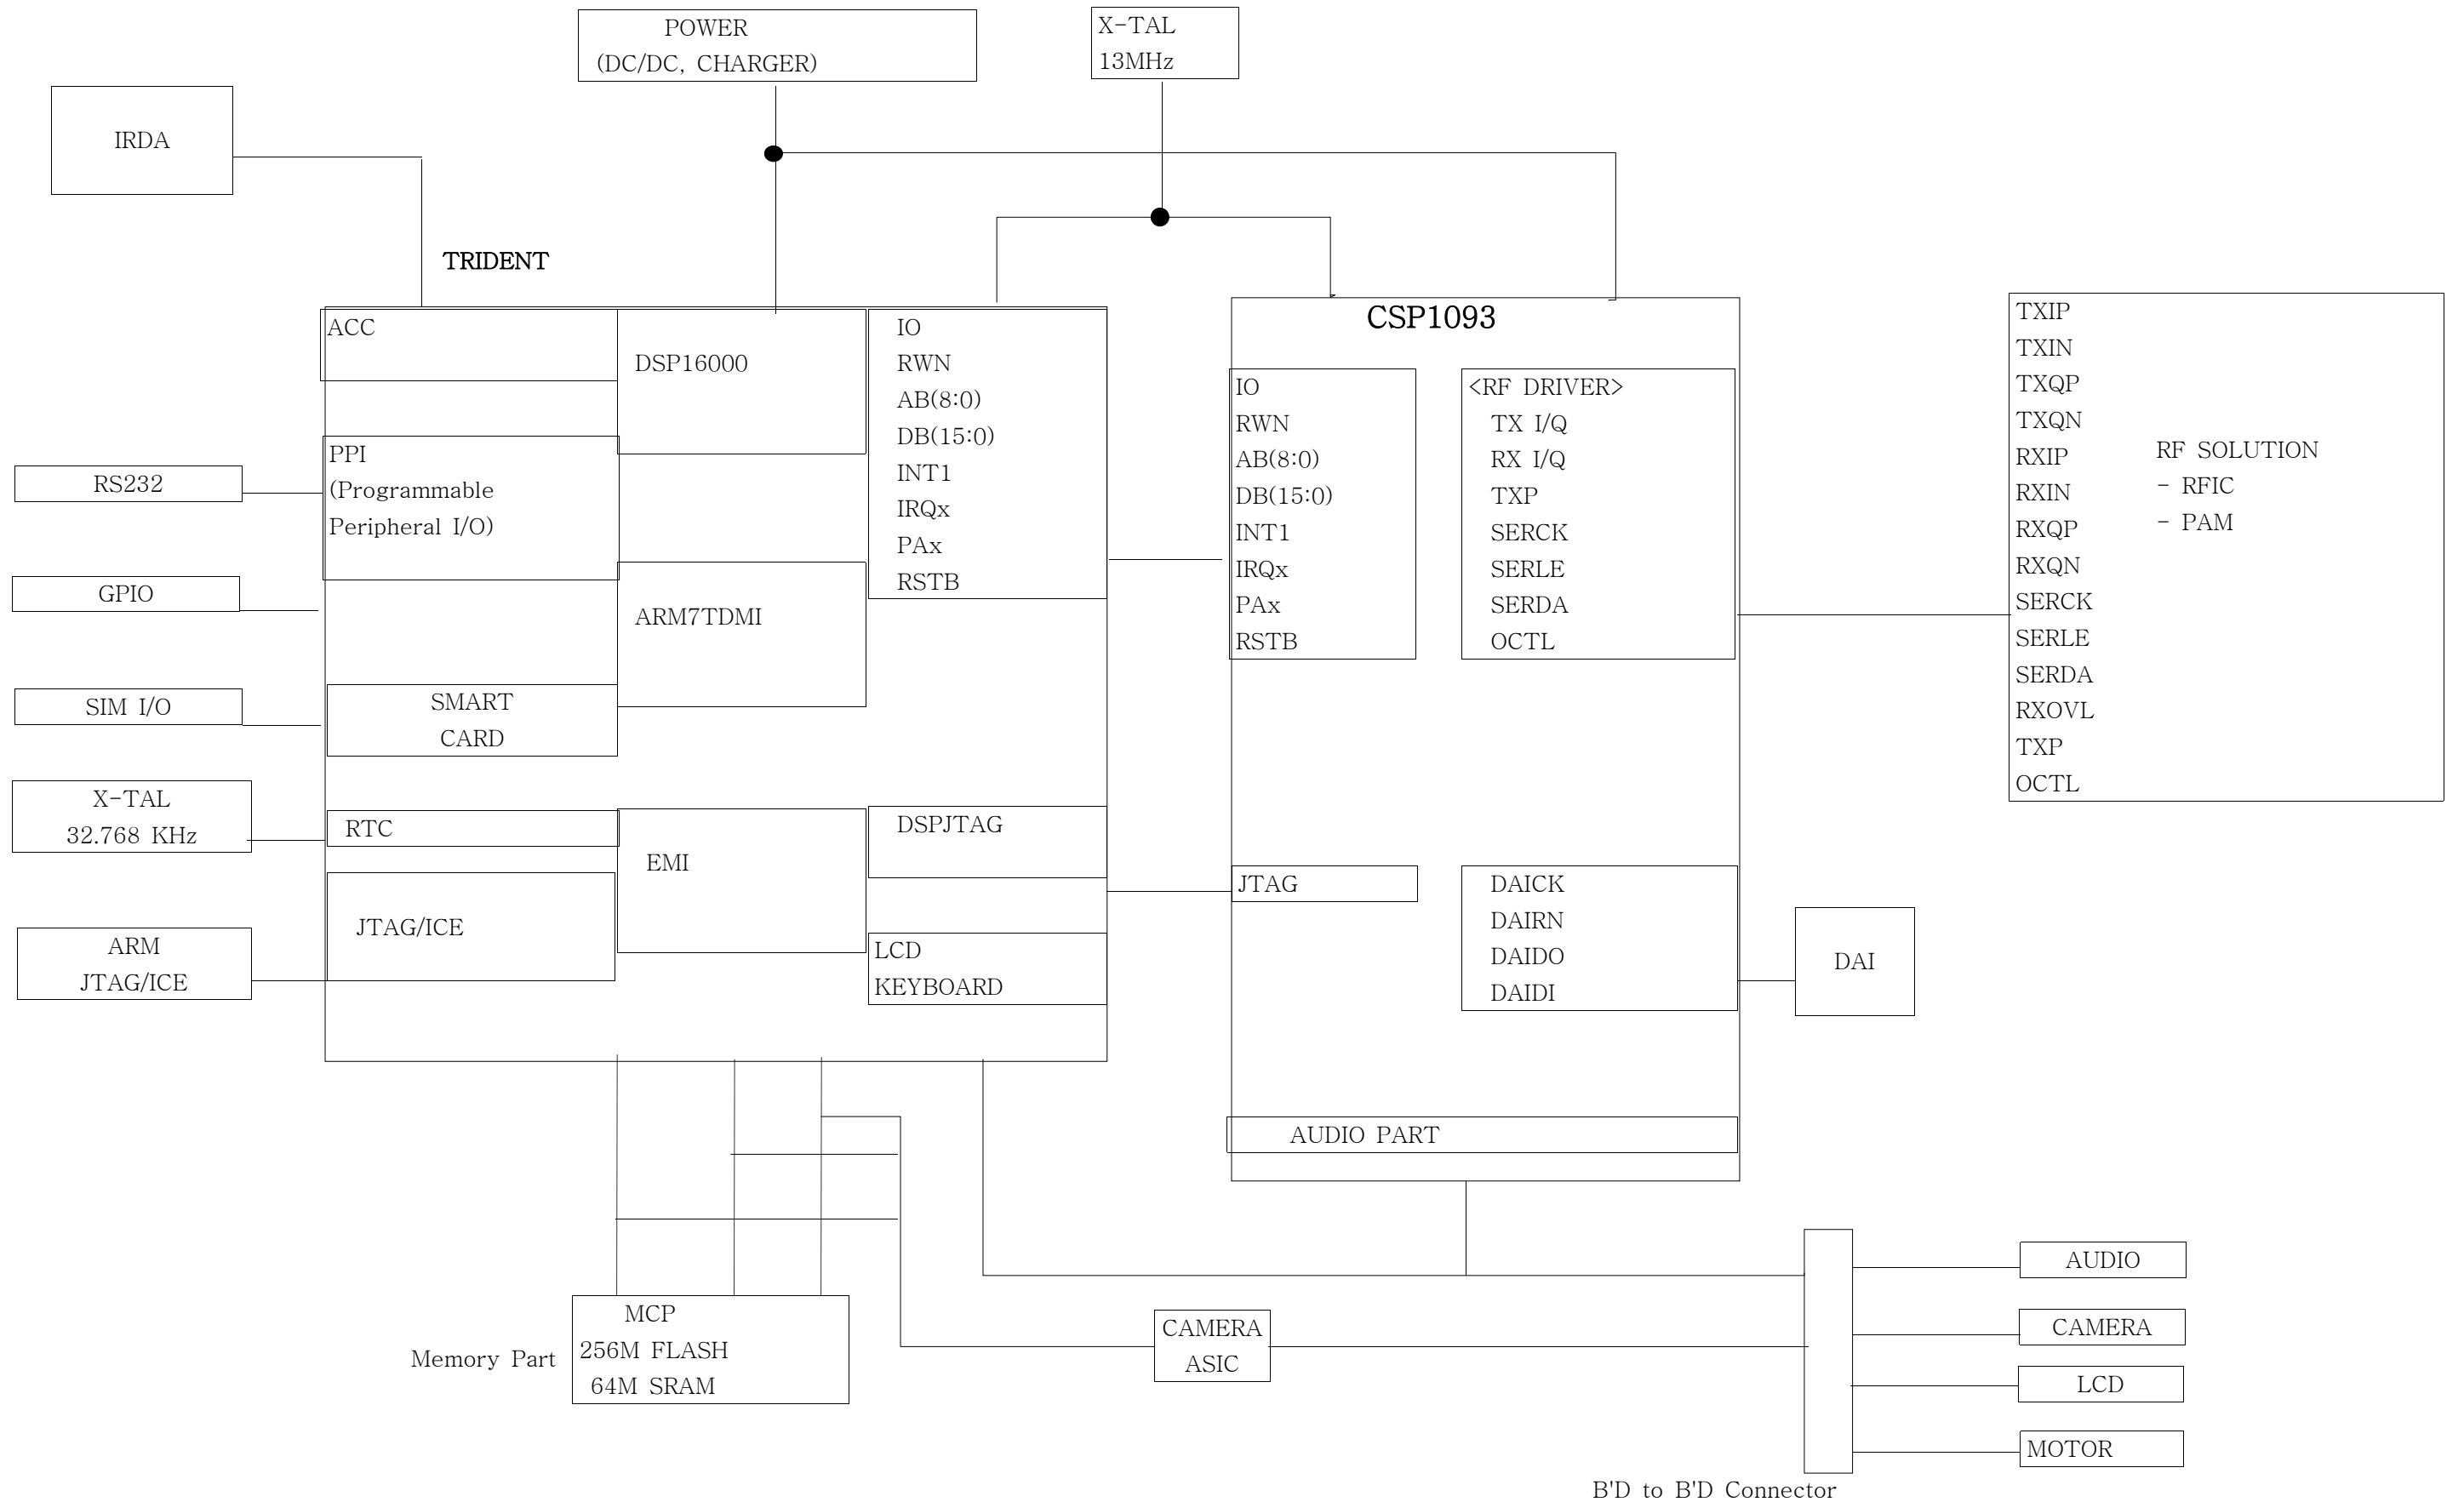 POWER
(DC/DC, CHARGER)
X-TAL
13MHz
IRDA
TRIDENT
ACC
DSP16000
IO
RWN
AB(8:0)
DB(15:0)
INT1
IRQx
PAx
RSTB
PPI
(Programmable
Peripheral I/O)
RS232
GPIO
ARM7TDMI
SIM I/O
SMART
CARD
X-TAL
32.768 KHz
RTC
EMI
DSPJTAG
JTAG/ICE
ARM
JTAG/ICE
LCD
KEYBOARD
CSP1093
IO
RWN
AB(8:0)
DB(15:0)
INT1
IRQx
PAx
RSTB
<RF DRIVER>
TX I/Q
RX I/Q
TXP
SERCK
SERLE
SERDA
OCTL
JTAG
DAICK
DAIRN
DAIDO
DAIDI
DAI
AUDIO PART
TXIP
TXIN
TXQP
TXQN
RXIP
RXIN
RXQP
RXQN
SERCK
SERLE
SERDA
RXOVL
TXP
OCTL
RF SOLUTION
- RFIC
- PAM
Memory Part
MCP
256M FLASH
64M SRAM
CAMERA
ASIC
AUDIO
CAMERA
LCD
MOTOR
B'D to B'D Connector